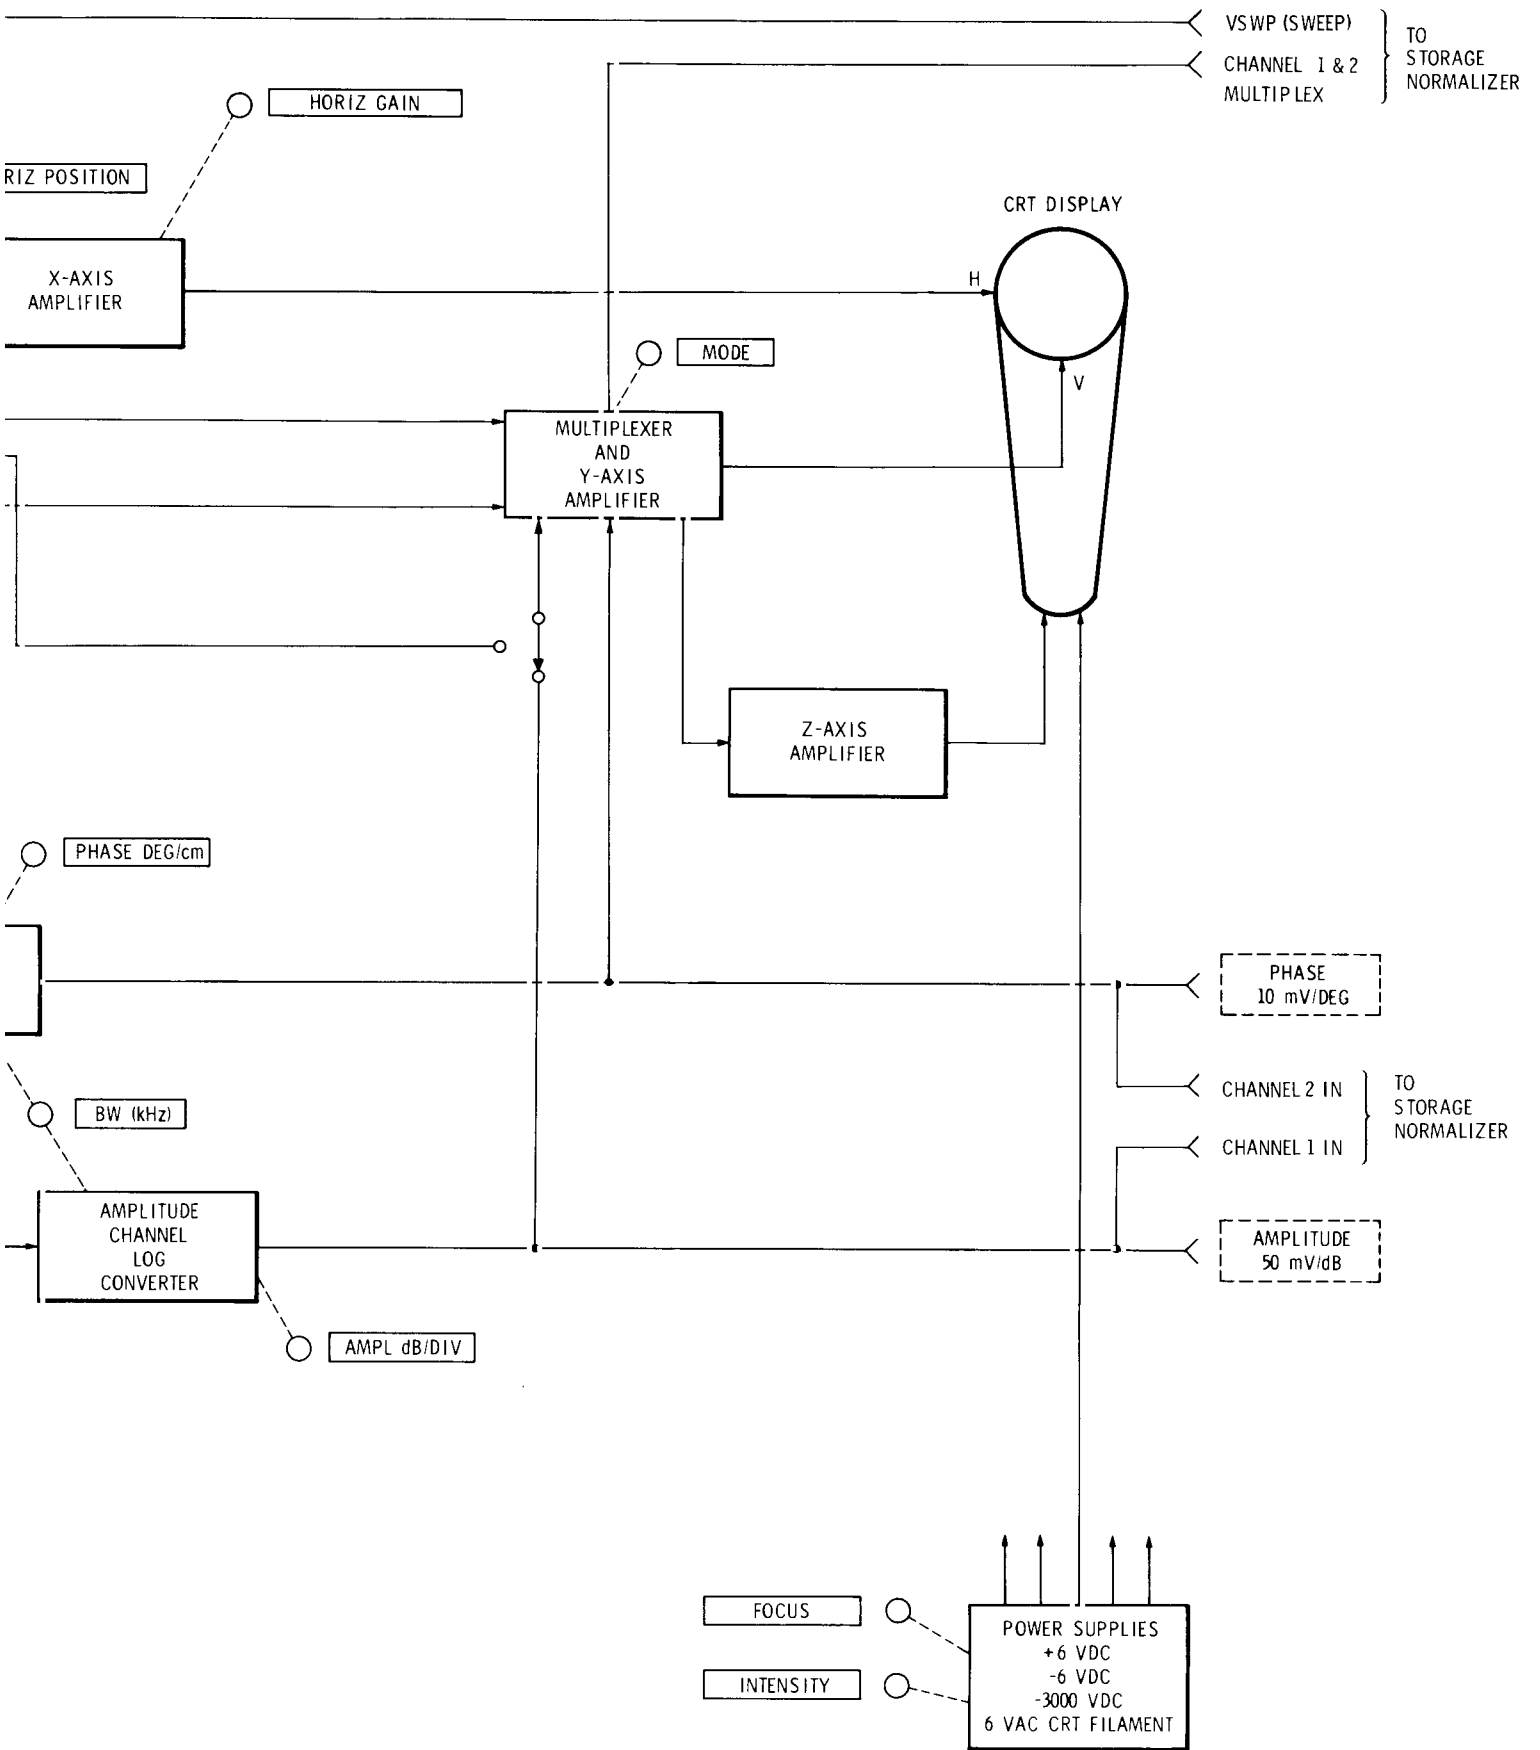 VSWP (SWEEP)
CHANNEL 1 & 2
MULTIPLEX
TO
STORAGE
NORMALIZER
HORIZ GAIN
RIZ POSITION
CRT DISPLAY
X-AXIS
AMPLIFIER
H
MODE
V
MULTIPLEXER
AND
Y-AXIS
AMPLIFIER
Z-AXIS
AMPLIFIER
PHASE DEG/cm
PHASE
10 mV/DEG
BW (kHz)
CHANNEL 2 IN
CHANNEL 1 IN
TO
STORAGE
NORMALIZER
AMPLITUDE
CHANNEL
LOG
CONVERTER
AMPLITUDE
50 mV/dB
AMPL dB/DIV
FOCUS
INTENSITY
POWER SUPPLIES
+6 VDC
-6 VDC
-3000 VDC
6 VAC CRT FILAMENT